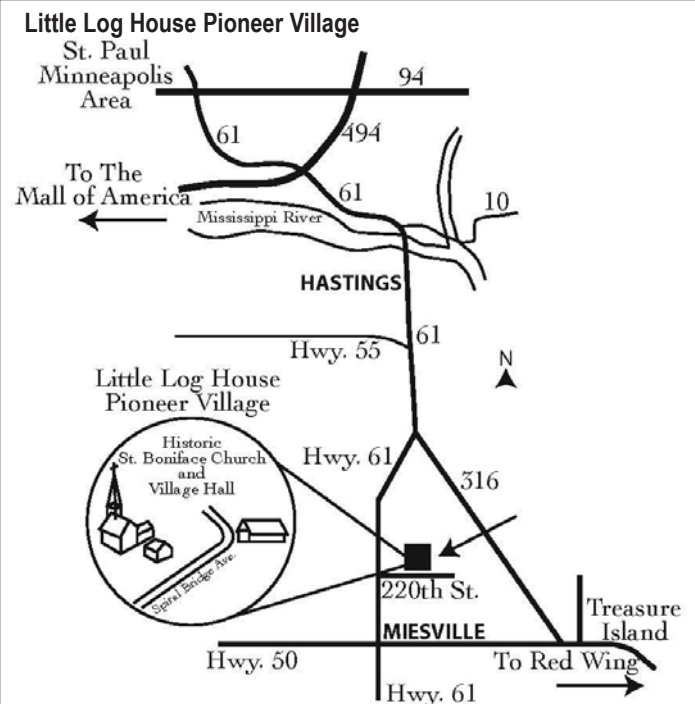 Little Log House Pioneer Village
St. Paul
Minneapolis
Area
94
61
494
To The
Mall of America
61
10
Mississippi River
HASTINGS
61
Hwy. 55
N
Little Log House
Pioneer Village
Historic
St. Boniface Church
and
Village Hall
Spiral Bridge Ave.
Hwy. 61
316
220th St.
Treasure
Island
MIESVILLE
Hwy. 50
To Red Wing
Hwy. 61